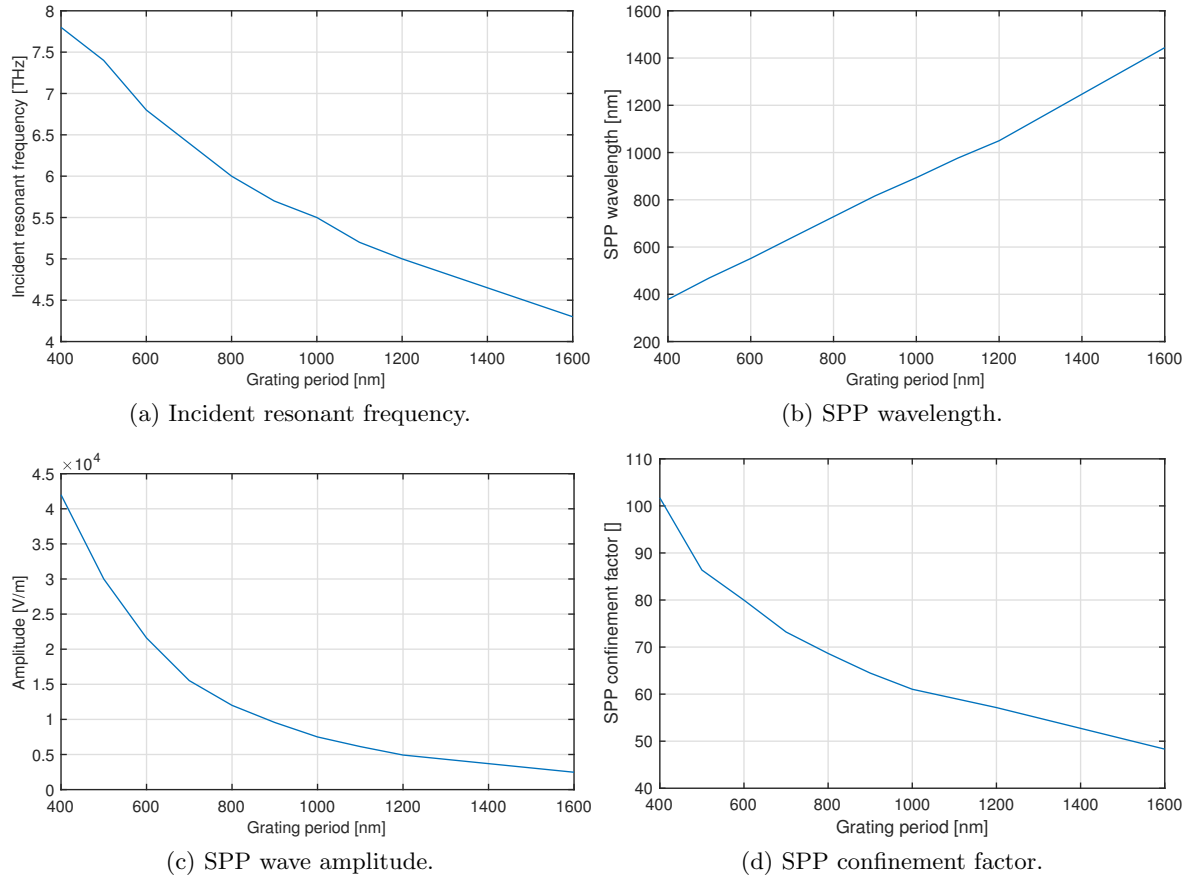 8
7.5
7
6.5
6
5.5
5
4.5
4
400 600 800 1000 1200 1400 1600
Incident resonant frequency [THz]
Grating period [nm]
(a) Incident resonant frequency.
1600
1400
1200
1000
800
600
400
200
400 600 800 1000 1200 1400 1600
SPP wavelength [nm]
Grating period [nm]
(b) SPP wavelength.
×10⁴
4.5
4
3.5
3
2.5
2
1.5
1
0.5
0
400 600 800 1000 1200 1400 1600
Amplitude [V/m]
Grating period [nm]
(c) SPP wave amplitude.
110
100
90
80
70
60
50
40
400 600 800 1000 1200 1400 1600
SPP confinement factor []
Grating period [nm]
(d) SPP confinement factor.